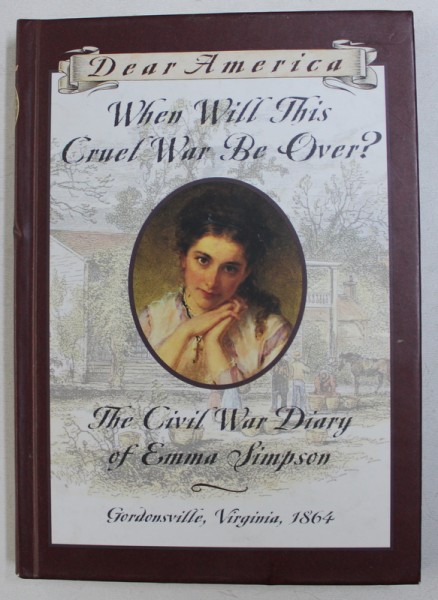 Dear America
When Will This
Cruel War Be Over?
The Civil War Diary
of Emma Simpson
Gordonsville, Virginia, 1864